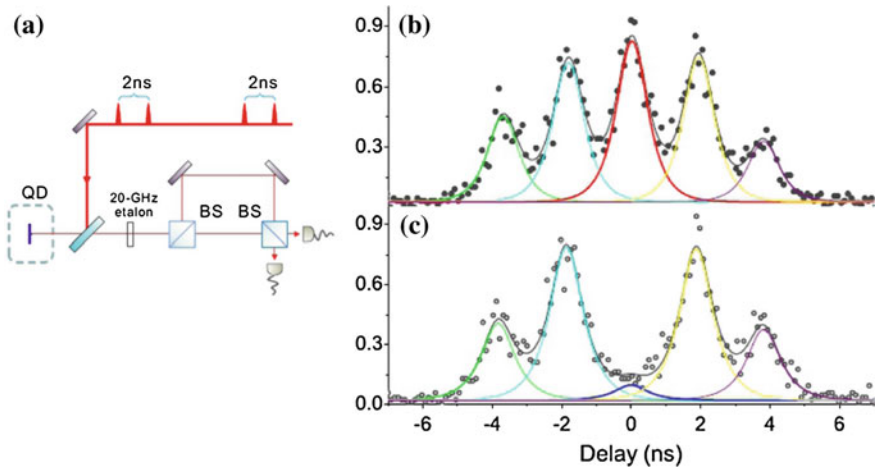 (a)
2ns 2ns
QD
20-GHz
etalon
BS BS
(b)
0.9
0.6
0.3
(c)
0.9
0.6
0.3
0.0
-6 -4 -2 0 2 4 6
Delay (ns)